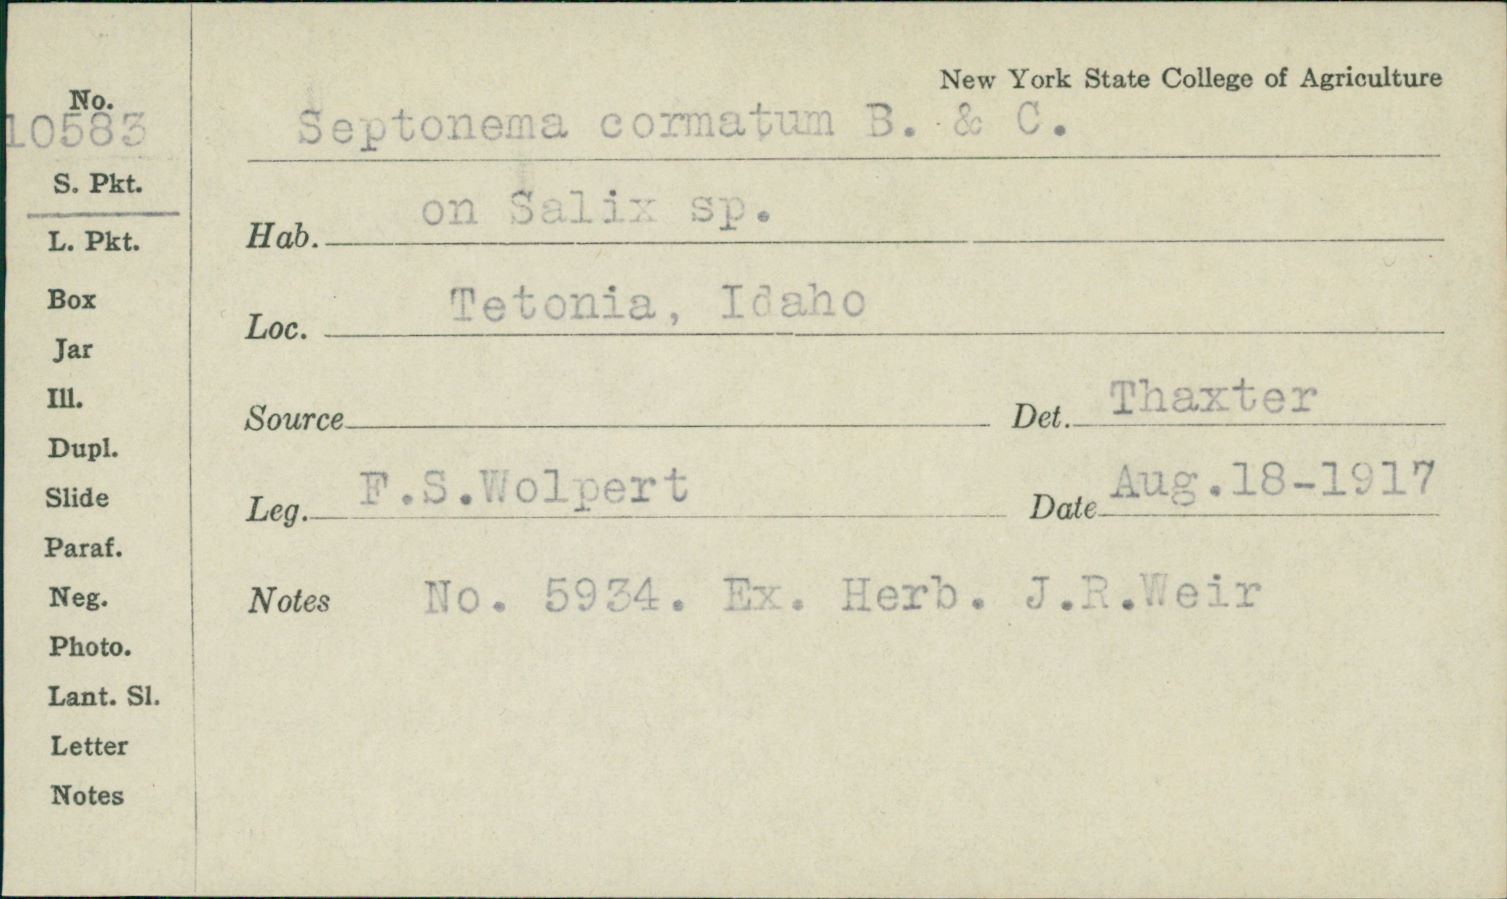 New York State College of Agriculture
No.
10583
Septonema cormatum B. & C.
S. Pkt.
Hab. on Salix sp.
L. Pkt.
Box
Loc. Tetonia, Idaho
Jar
Ill.
Source Det. Thaxter
Dupl.
Slide
Leg. F.S.Wolpert Date Aug.18-1917
Paraf.
Neg.
Notes No. 5934. Ex. Herb. J.R.Weir
Photo.
Lant. Sl.
Letter
Notes